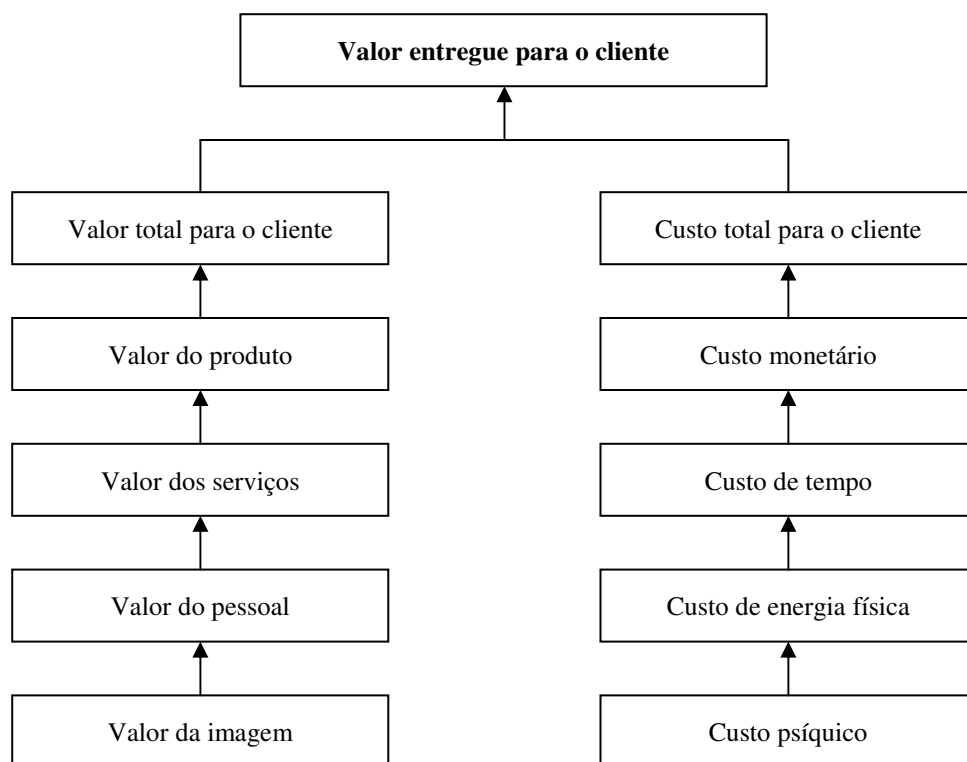 Valor entregue para o cliente
Valor total para o cliente
Custo total para o cliente
Valor do produto
Custo monetário
Valor dos serviços
Custo de tempo
Valor do pessoal
Custo de energia física
Valor da imagem
Custo psíquico